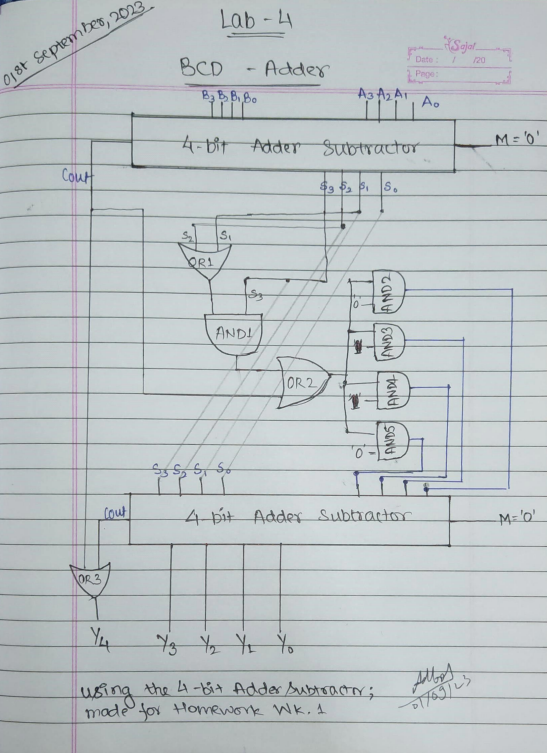 01st September, 2023
Lab - 4
BCD - Adder
Date : / /20
Page :
B3 B2 B1 B0
A3 A2 A1 A0
4-bit Adder Subtractor
M = '0'
Cout
S3 S2 S1 S0
S2 S1
OR1
S3
AND1
OR2
'0'
AND2
AND3
AND4
'0'
AND5
S3 S2 S1 S0
Cout
4-bit Adder Subtractor
M = '0'
OR3
Y4 Y3 Y2 Y1 Y0
using the 4-bit Adder Subtractor;
made for Homework Wk. 1
01/09/23